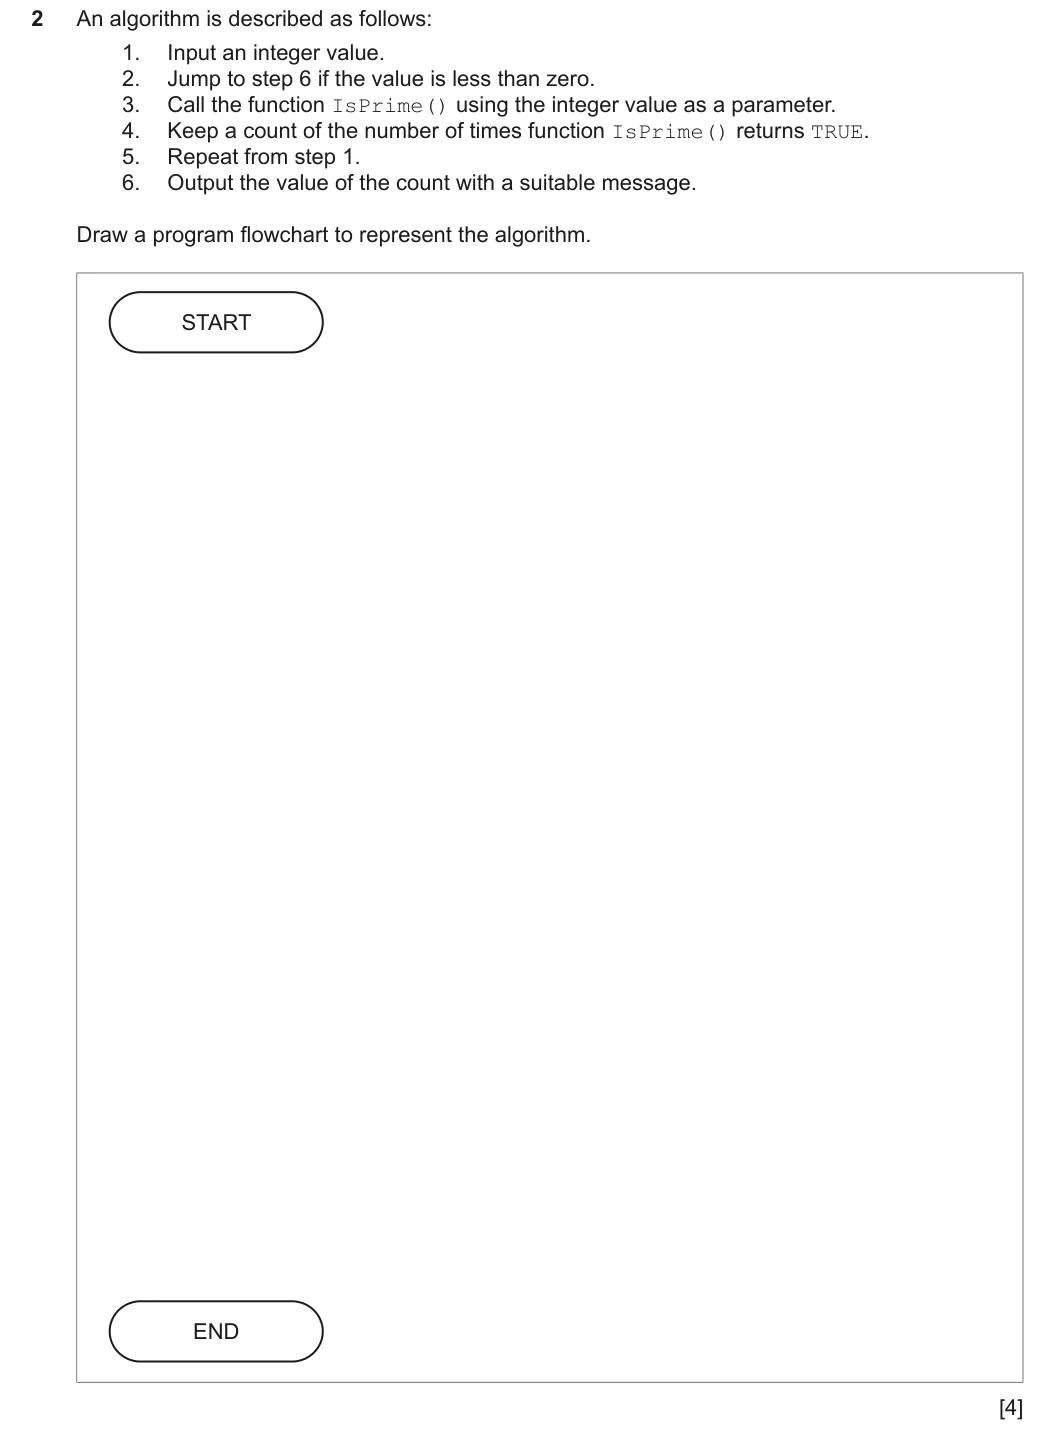 2 An algorithm is described as follows:
1. Input an integer value.
2. Jump to step 6 if the value is less than zero.
3. Call the function IsPrime() using the integer value as a parameter.
4. Keep a count of the number of times function IsPrime() returns TRUE.
5. Repeat from step 1.
6. Output the value of the count with a suitable message.
Draw a program flowchart to represent the algorithm.
START
END
[4]